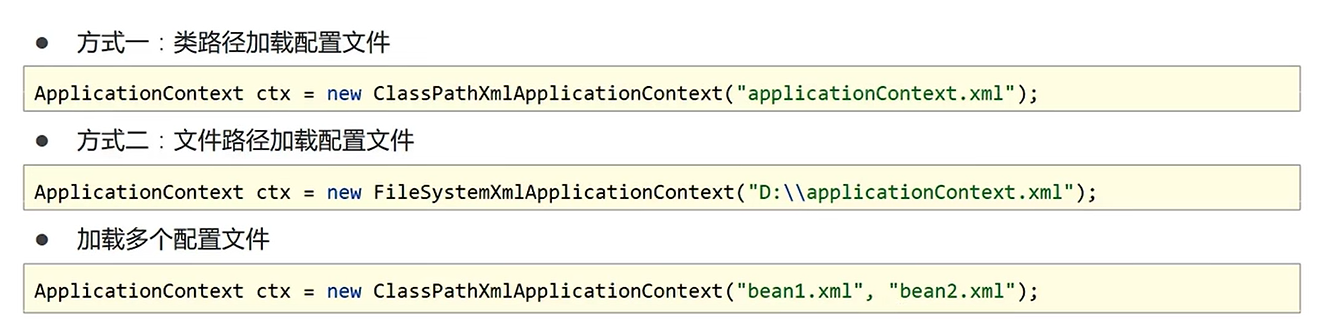 ● 方式一：类路径加载配置文件
ApplicationContext ctx = new ClassPathXmlApplicationContext("applicationContext.xml");
● 方式二：文件路径加载配置文件
ApplicationContext ctx = new FileSystemXmlApplicationContext("D:\\applicationContext.xml");
● 加载多个配置文件
ApplicationContext ctx = new ClassPathXmlApplicationContext("bean1.xml", "bean2.xml");